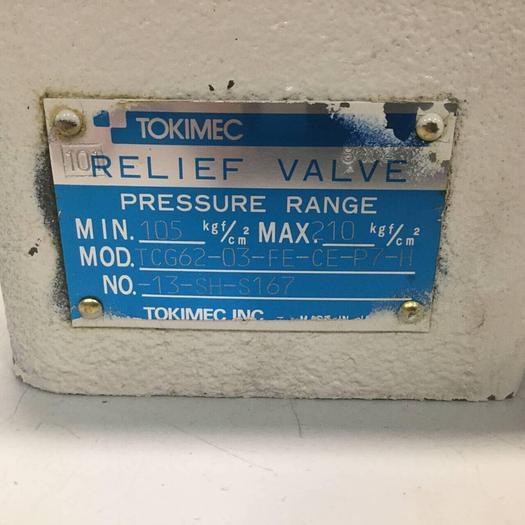 TOKIMEC
101
RELIEF VALVE
PRESSURE RANGE
MIN. 105 kgf/cm² MAX. 210 kgf/cm²
MOD. TCG62-03-FE-CE-P7-H
NO. -13-SH-S167
TOKIMEC INC.